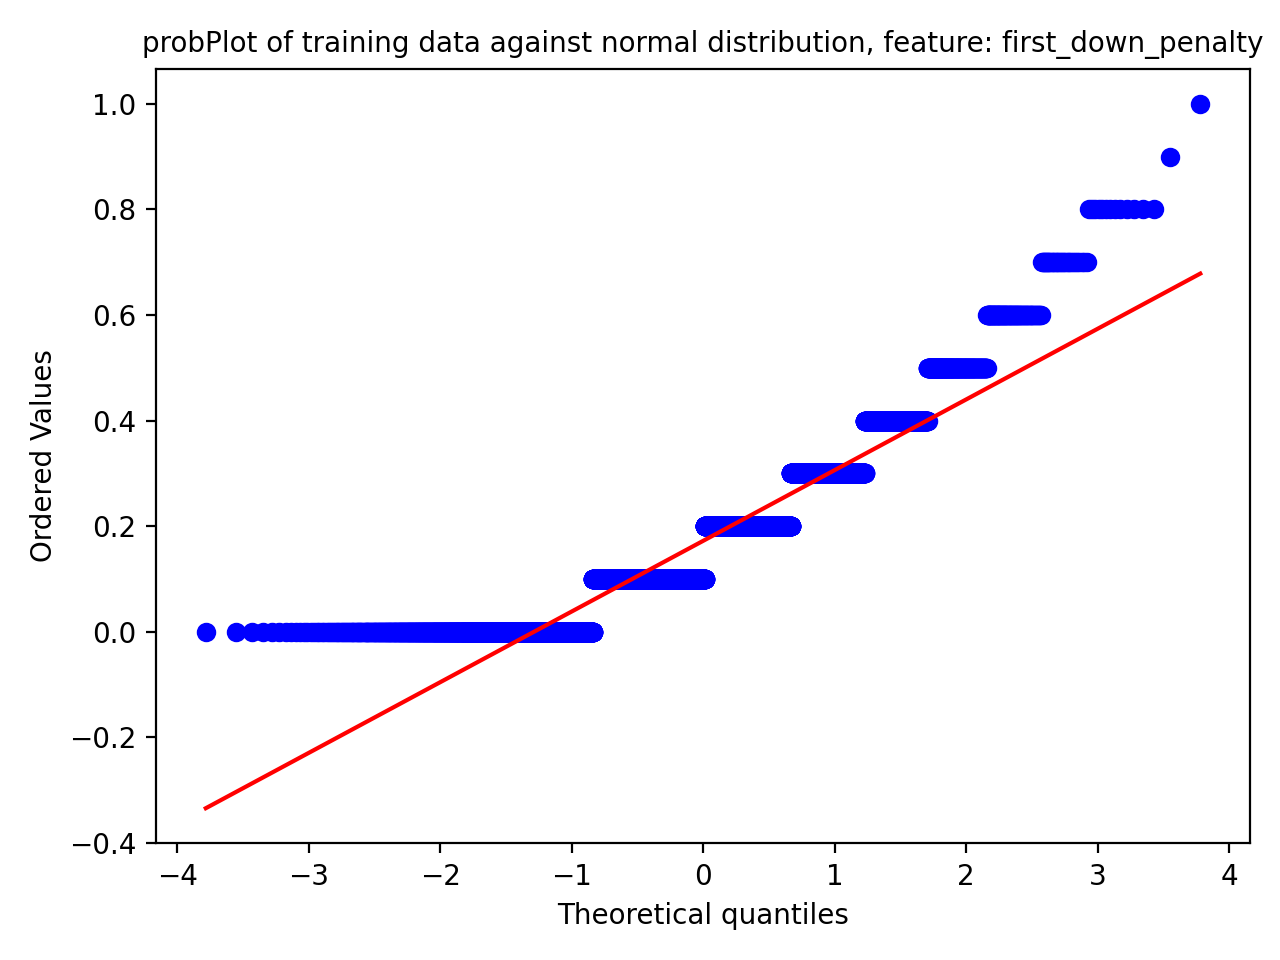 probPlot of training data against normal distribution, feature: first_down_penalty
1.0
0.8
0.6
0.4
0.2
0.0
−0.2
−0.4
Ordered Values
−4 −3 −2 −1 0 1 2 3 4
Theoretical quantiles